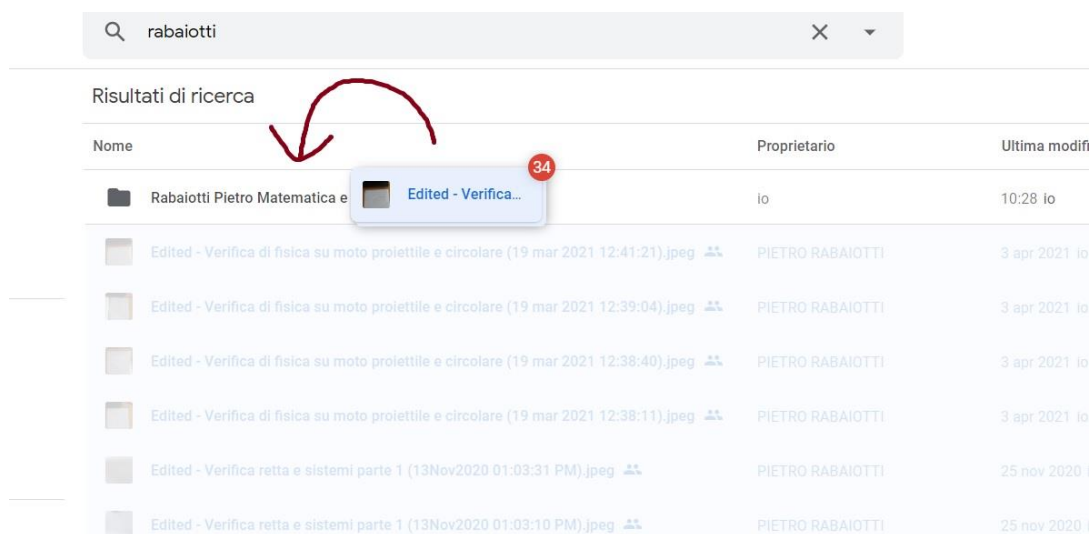 rabaiotti
Risultati di ricerca
Nome Proprietario Ultima modifi
34
Rabaiotti Pietro Matematica e Edited - Verifica... io 10:28 io
Edited - Verifica di fisica su moto proiettile e circolare (19 mar 2021 12:41:21).jpeg PIETRO RABAIOTTI 3 apr 2021 io
Edited - Verifica di fisica su moto proiettile e circolare (19 mar 2021 12:39:04).jpeg PIETRO RABAIOTTI 3 apr 2021 io
Edited - Verifica di fisica su moto proiettile e circolare (19 mar 2021 12:38:40).jpeg PIETRO RABAIOTTI 3 apr 2021 io
Edited - Verifica di fisica su moto proiettile e circolare (19 mar 2021 12:38:11).jpeg PIETRO RABAIOTTI 3 apr 2021 io
Edited - Verifica retta e sistemi parte 1 (13Nov2020 01:03:31 PM).jpeg PIETRO RABAIOTTI 25 nov 2020
Edited - Verifica retta e sistemi parte 1 (13Nov2020 01:03:10 PM).jpeg PIETRO RABAIOTTI 25 nov 2020